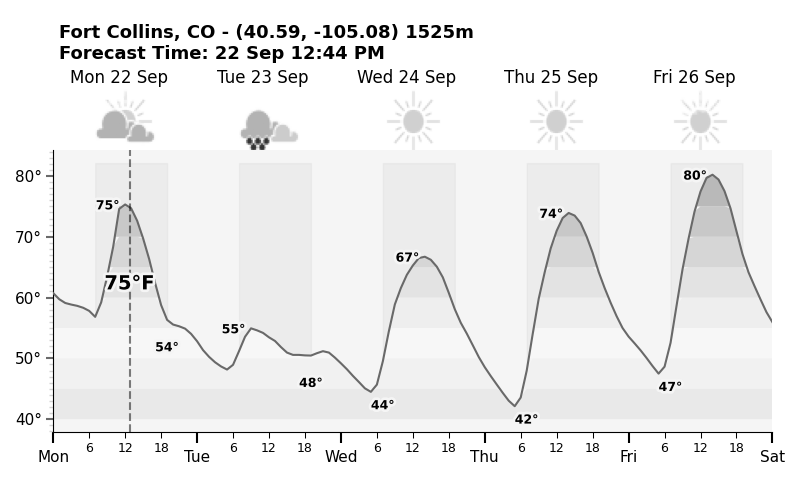 Fort Collins, CO - (40.59, -105.08) 1525m
Forecast Time: 22 Sep 12:44 PM
Mon 22 Sep Tue 23 Sep Wed 24 Sep Thu 25 Sep Fri 26 Sep
80°
70°
60°
50°
40°
75°
75°F
54°
55°
48°
67°
44°
74°
42°
80°
47°
6 12 18 6 12 18 6 12 18 6 12 18 6 12 18
Mon Tue Wed Thu Fri Sat